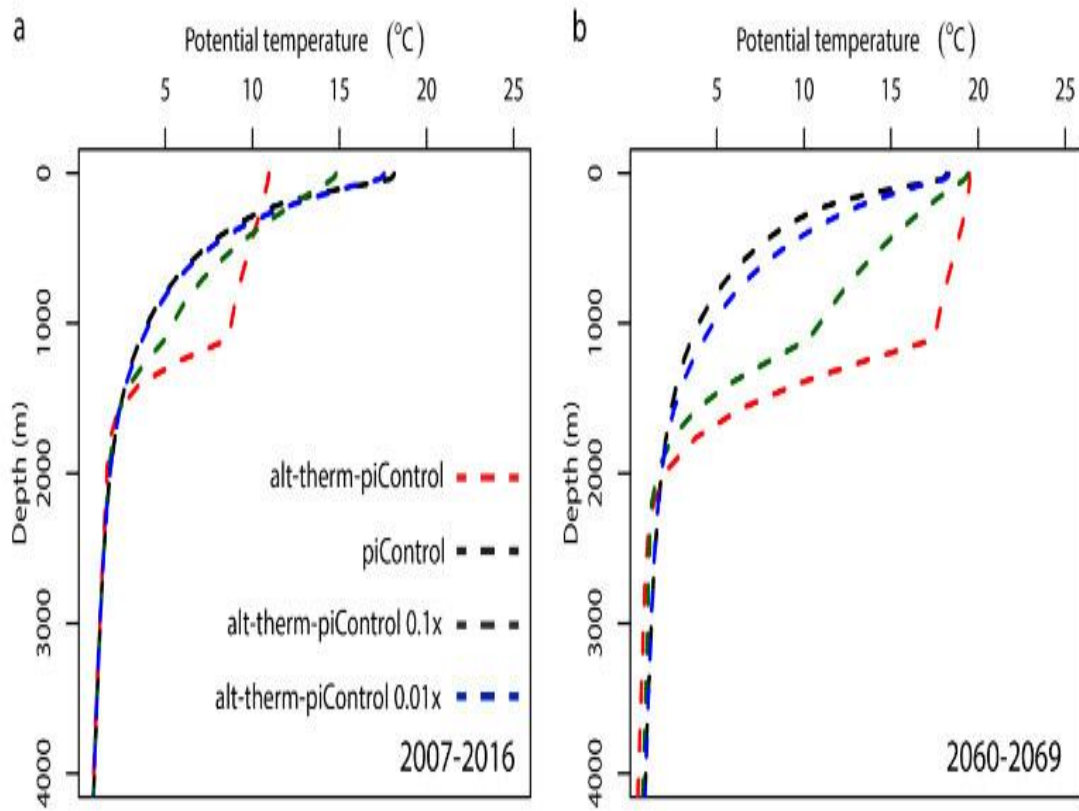 a
Potential temperature (°C)
5 10 15 20 25
Depth (m)
0
1000
2000
3000
4000
alt-therm-piControl
piControl
alt-therm-piControl 0.1x
alt-therm-piControl 0.01x
2007-2016
b
Potential temperature (°C)
5 10 15 20 25
Depth (m)
0
1000
2000
3000
4000
2060-2069